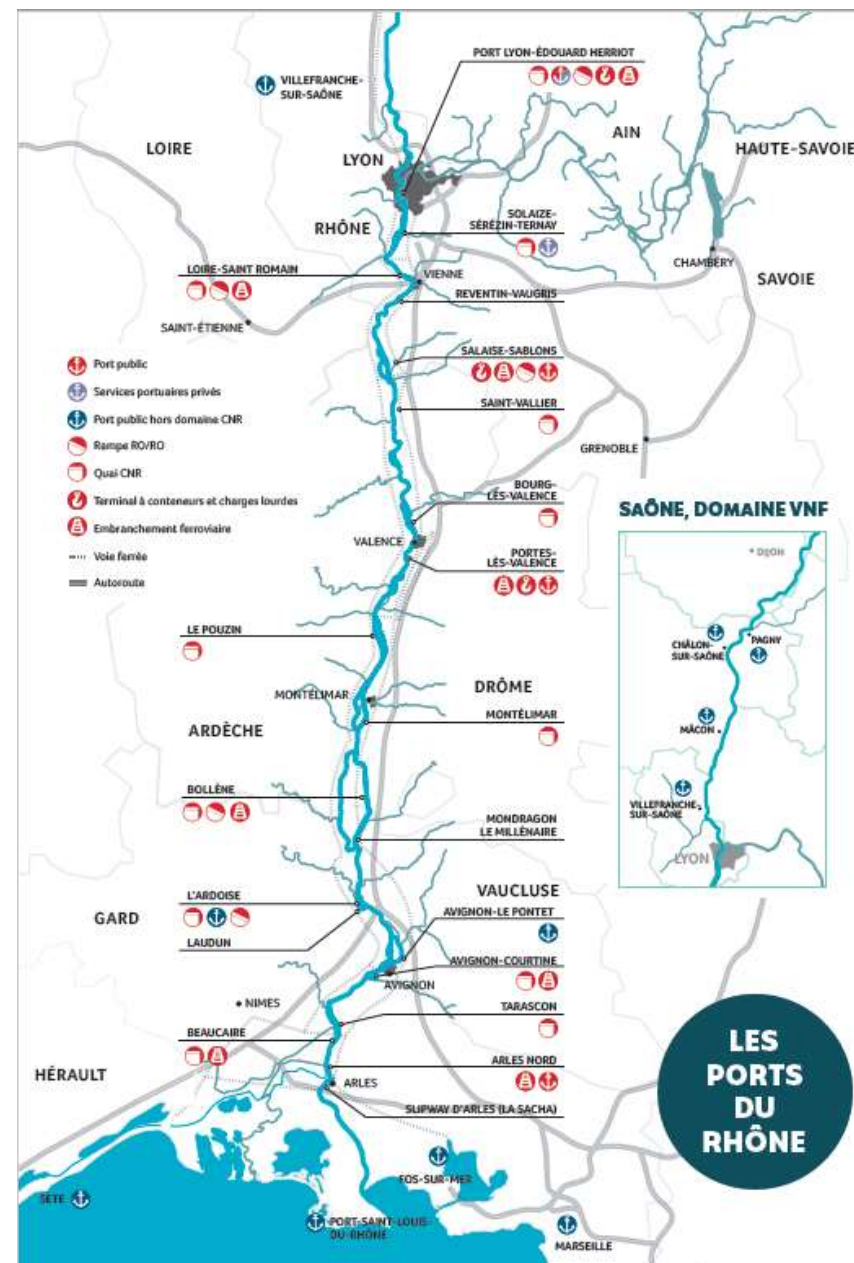 PORT LYON-ÉDOUARD HERRIOT
VILLEFRANCHE-
SUR-SAÔNE
AIN
LOIRE
HAUTE-SAVOIE
LYON
RHÔNE
SOLAIZE-
SÉRÉZIN-TERNAY
CHAMBÉRY
LOIRE-SAINT ROMAIN
VIENNE
SAVOIE
REVENTIN-VAUGRIS
SAINT-ÉTIENNE
SALAISE-SABLONS
Port public
Services portuaires privés
Port public hors domaine CNR
Rampe RO/RO
Quai CNR
Terminal à conteneurs et charges lourdes
Embranchement ferroviaire
Voie ferrée
Autoroute
SAINT-VALLIER
GRENOBLE
BOURG-
LÈS-VALENCE
VALENCE
PORTES-
LÈS-VALENCE
SAÔNE, DOMAINE VNF
DIJON
PAGNY
CHÂLON-
SUR-SAÔNE
MÂCON
VILLEFRANCHE-
SUR-SAÔNE
LYON
LE POUZIN
DRÔME
MONTÉLIMAR
MONTÉLIMAR
ARDÈCHE
BOLLÈNE
MONDRAGON
LE MILLÉNAIRE
L'ARDOISE
VAUCLUSE
GARD
AVIGNON-LE PONTET
LAUDUN
AVIGNON-COURTINE
AVIGNON
NIMES
TARASCON
BEAUCAIRE
ARLES NORD
HÉRAULT
ARLES
SLIPWAY D'ARLES (LA SACHA)
LES
PORTS
DU
RHÔNE
FOS-SUR-MER
SÈTE
PORT-SAINT-LOUIS-
DU-RHÔNE
MARSEILLE